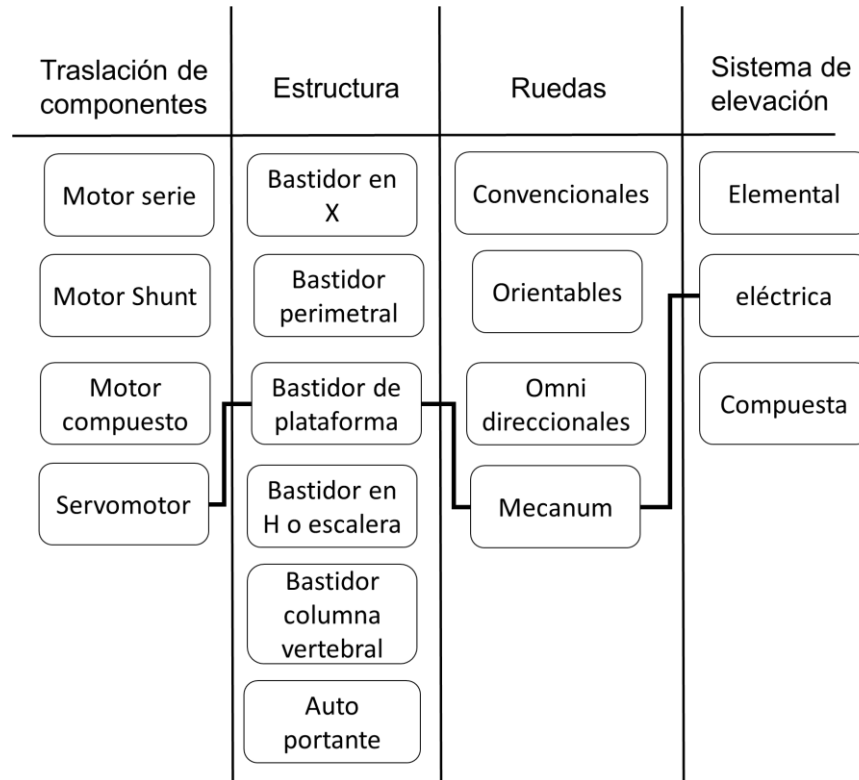 Traslación de
componentes
Estructura
Ruedas
Sistema de
elevación
Motor serie
Motor Shunt
Motor
compuesto
Servomotor
Bastidor en
X
Bastidor
perimetral
Bastidor de
plataforma
Bastidor en
H o escalera
Bastidor
columna
vertebral
Auto
portante
Convencionales
Orientables
Omni
direccionales
Mecanum
Elemental
eléctrica
Compuesta